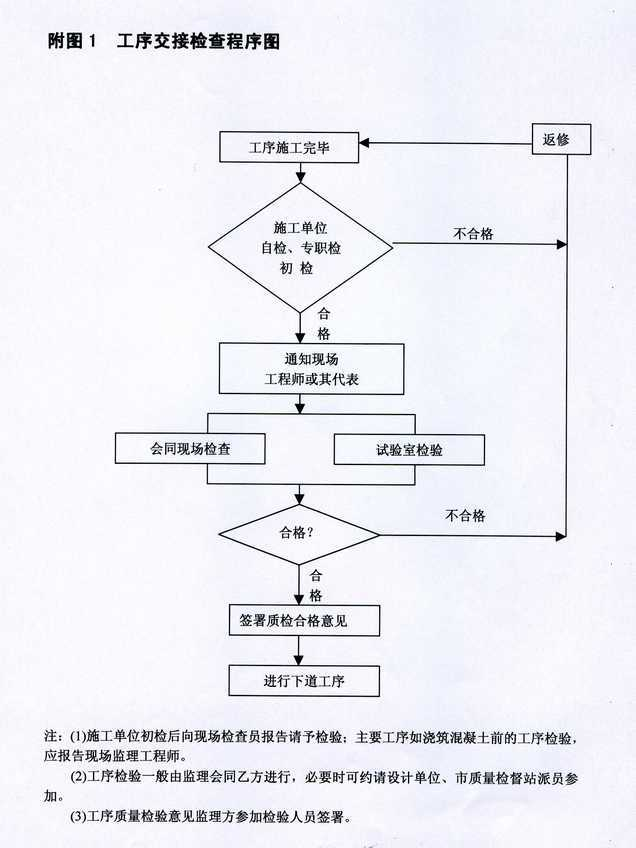 附图1 工序交接检查程序图
返修
工序施工完毕
施工单位
自检、专职检
初 检
不合格
合
格
通知现场
工程师或其代表
会同现场检查
试验室检验
不合格
合格?
合
格
签署质检合格意见
进行下道工序
注：(1)施工单位初检后向现场检查员报告请予检验；主要工序如浇筑混凝土前的工序检验，
应报告现场监理工程师。
(2)工序检验一般由监理会同乙方进行，必要时可约请设计单位、市质量检督站派员参
加。
(3)工序质量检验意见监理方参加检验人员签署。